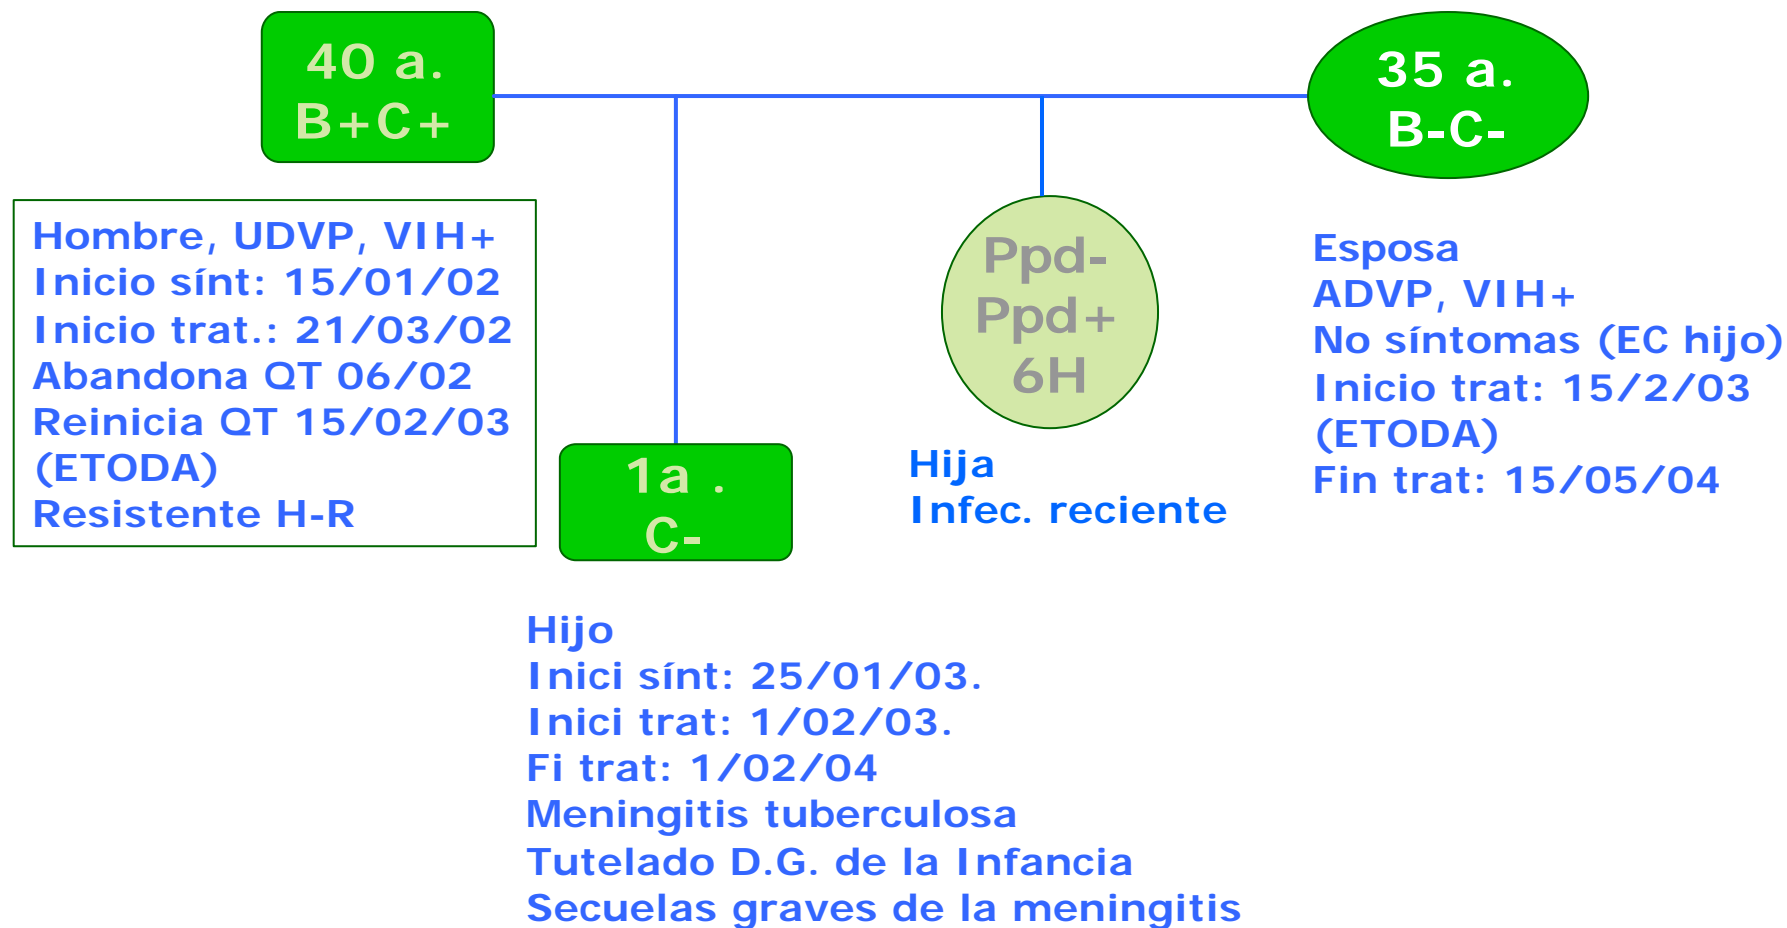 40 a.
B+C+
35 a.
B-C-
Hombre, UDVP, VIH+
Inicio sínt: 15/01/02
Inicio trat.: 21/03/02
Abandona QT 06/02
Reinicia QT 15/02/03
(ETODA)
Resistente H-R
Ppd-
Ppd+
6H
Esposa
ADVP, VIH+
No síntomas (EC hijo)
Inicio trat: 15/2/03
(ETODA)
Fin trat: 15/05/04
1a .
C-
Hija
Infec. reciente
Hijo
Inici sínt: 25/01/03.
Inici trat: 1/02/03.
Fi trat: 1/02/04
Meningitis tuberculosa
Tutelado D.G. de la Infancia
Secuelas graves de la meningitis